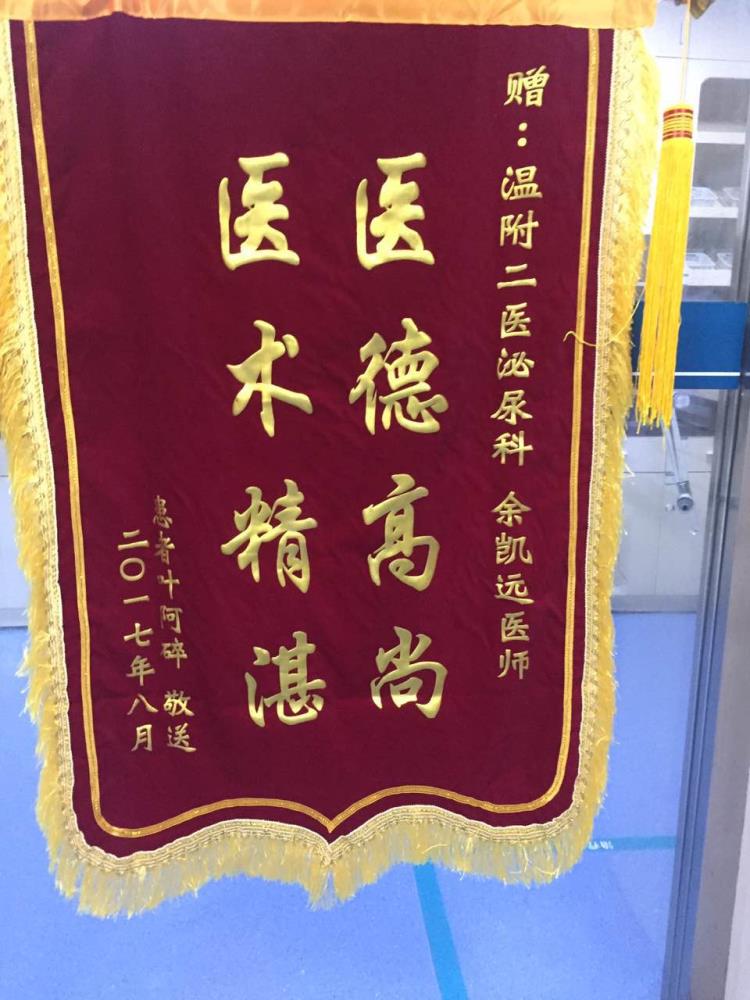 赠：温附二医泌尿科 余凯远医师
医德高尚
医术精湛
患者叶阿碎 敬送
二〇一七年八月